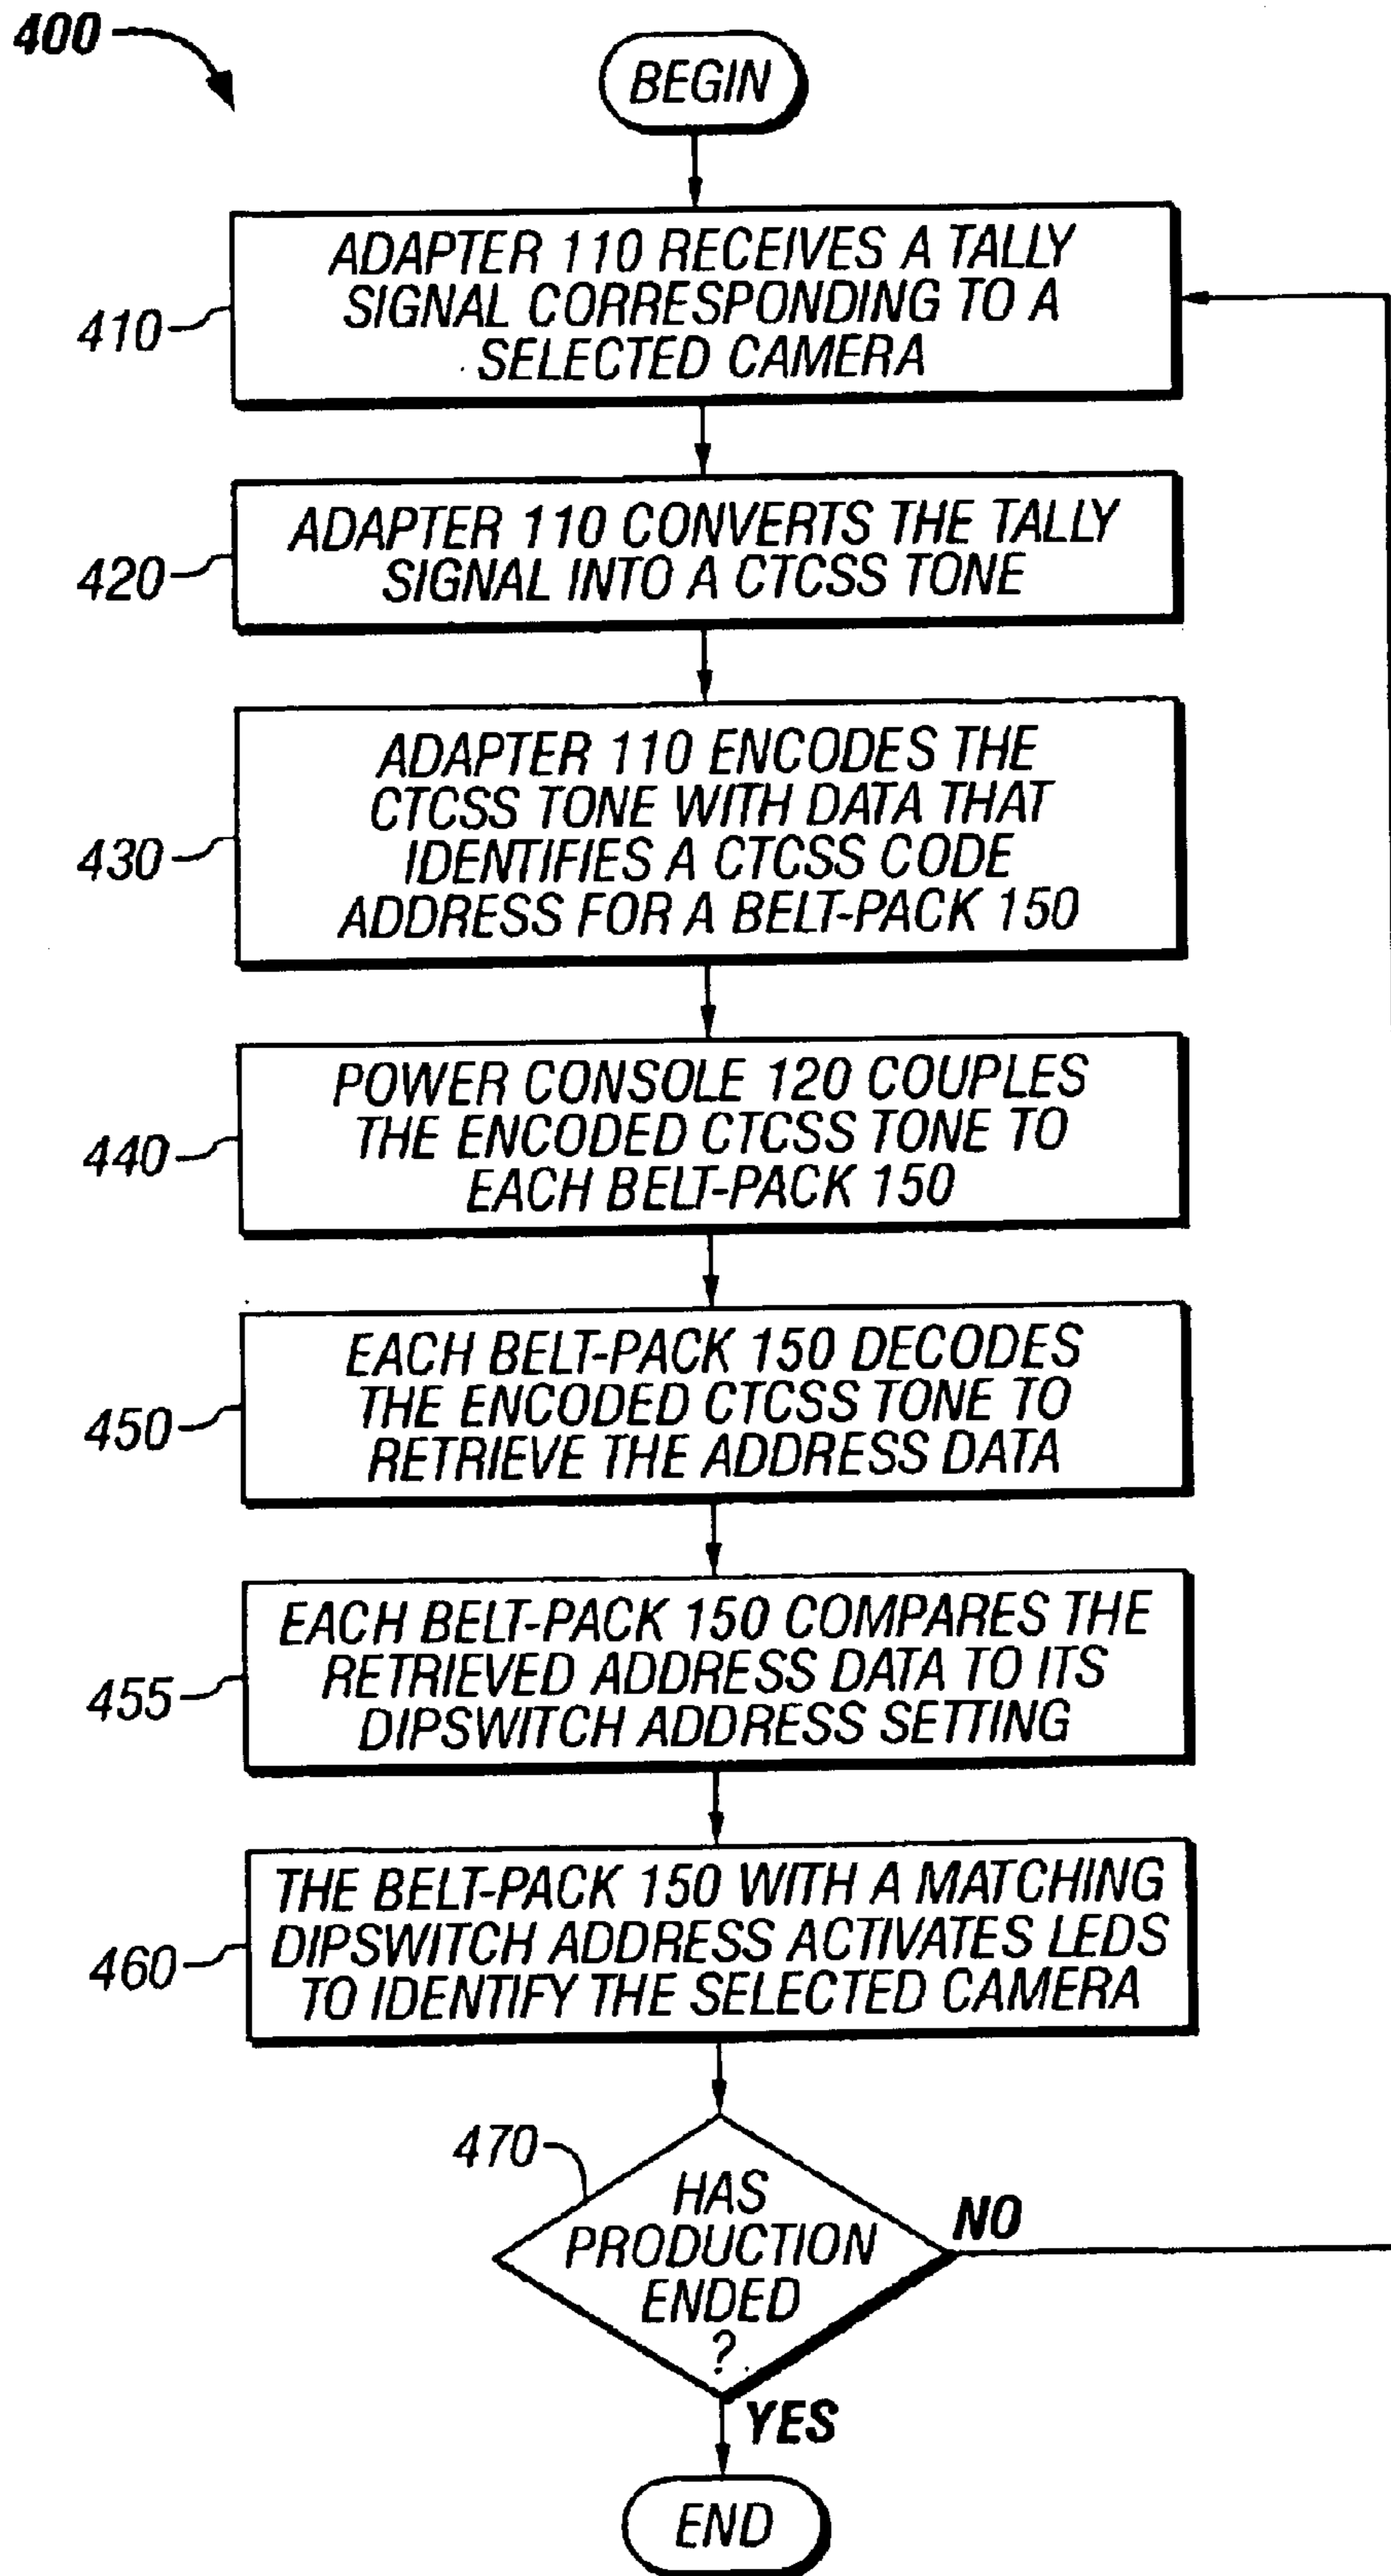 400
BEGIN
ADAPTER 110 RECEIVES A TALLY
SIGNAL CORRESPONDING TO A
SELECTED CAMERA
410
ADAPTER 110 CONVERTS THE TALLY
SIGNAL INTO A CTCSS TONE
420
ADAPTER 110 ENCODES THE
CTCSS TONE WITH DATA THAT
IDENTIFIES A CTCSS CODE
ADDRESS FOR A BELT-PACK 150
430
POWER CONSOLE 120 COUPLES
THE ENCODED CTCSS TONE TO
EACH BELT-PACK 150
440
EACH BELT-PACK 150 DECODES
THE ENCODED CTCSS TONE TO
RETRIEVE THE ADDRESS DATA
450
EACH BELT-PACK 150 COMPARES THE
RETRIEVED ADDRESS DATA TO ITS
DIPSWITCH ADDRESS SETTING
455
THE BELT-PACK 150 WITH A MATCHING
DIPSWITCH ADDRESS ACTIVATES LEDS
TO IDENTIFY THE SELECTED CAMERA
460
470
HAS
PRODUCTION
ENDED
?
NO
YES
END